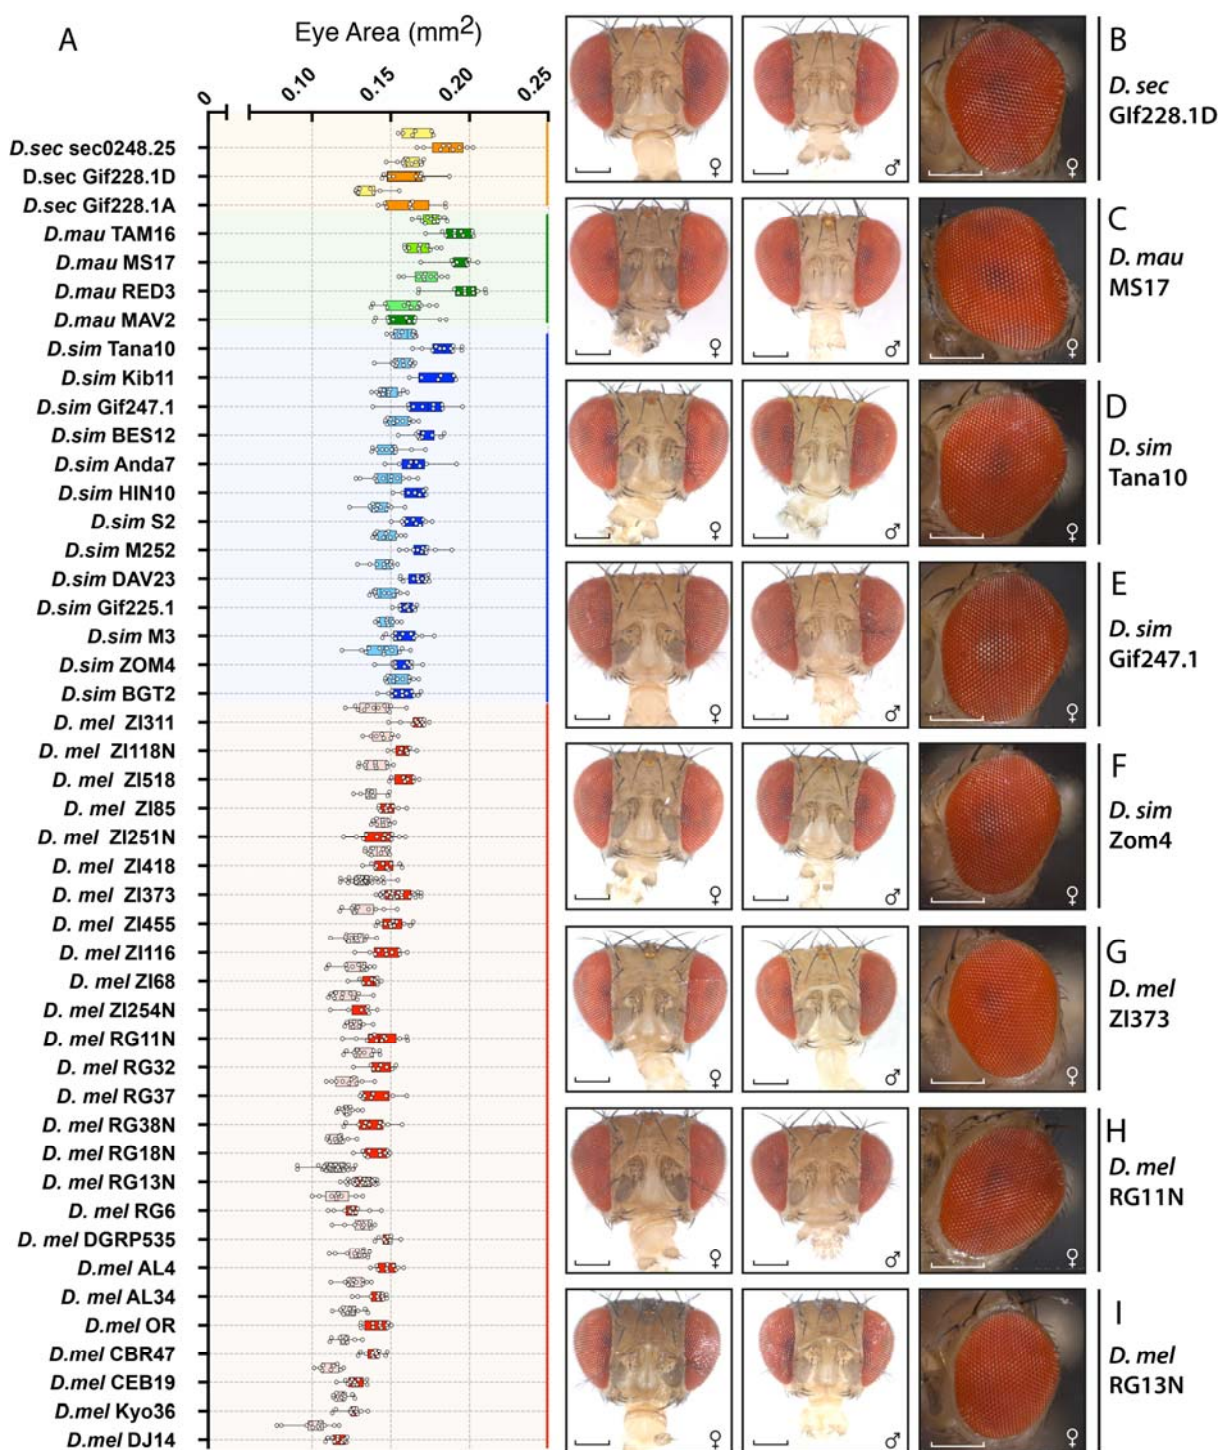 A
Eye Area (mm2)
0
0.10
0.15
0.20
0.25
D.sec sec0248.25
D.sec Gif228.1D
D.sec Gif228.1A
D.mau TAM16
D.mau MS17
D.mau RED3
D.mau MAV2
D.sim Tana10
D.sim Kib11
D.sim Gif247.1
D.sim BES12
D.sim Anda7
D.sim HIN10
D.sim S2
D.sim M252
D.sim DAV23
D.sim Gif225.1
D.sim M3
D.sim ZOM4
D.sim BGT2
D. mel ZI311
D. mel ZI118N
D. mel ZI518
D. mel ZI85
D. mel ZI251N
D. mel ZI418
D. mel ZI373
D. mel ZI455
D. mel ZI116
D. mel ZI68
D. mel ZI254N
D. mel RG11N
D. mel RG32
D. mel RG37
D. mel RG38N
D. mel RG18N
D. mel RG13N
D. mel RG6
D. mel DGRP535
D.mel AL4
D. mel AL34
D.mel OR
D.mel CBR47
D.mel CEB19
D.mel Kyo36
D.mel DJ14
♀ ♂ ♀
B
D. sec
GIf228.1D
♀ ♂ ♀
C
D. mau
MS17
♀ ♂ ♀
D
D. sim
Tana10
♀ ♂ ♀
E
D. sim
Gif247.1
♀ ♂ ♀
F
D. sim
Zom4
♀ ♂ ♀
G
D. mel
ZI373
♀ ♂ ♀
H
D. mel
RG11N
♀ ♂ ♀
I
D. mel
RG13N
♀ ♂ ♀